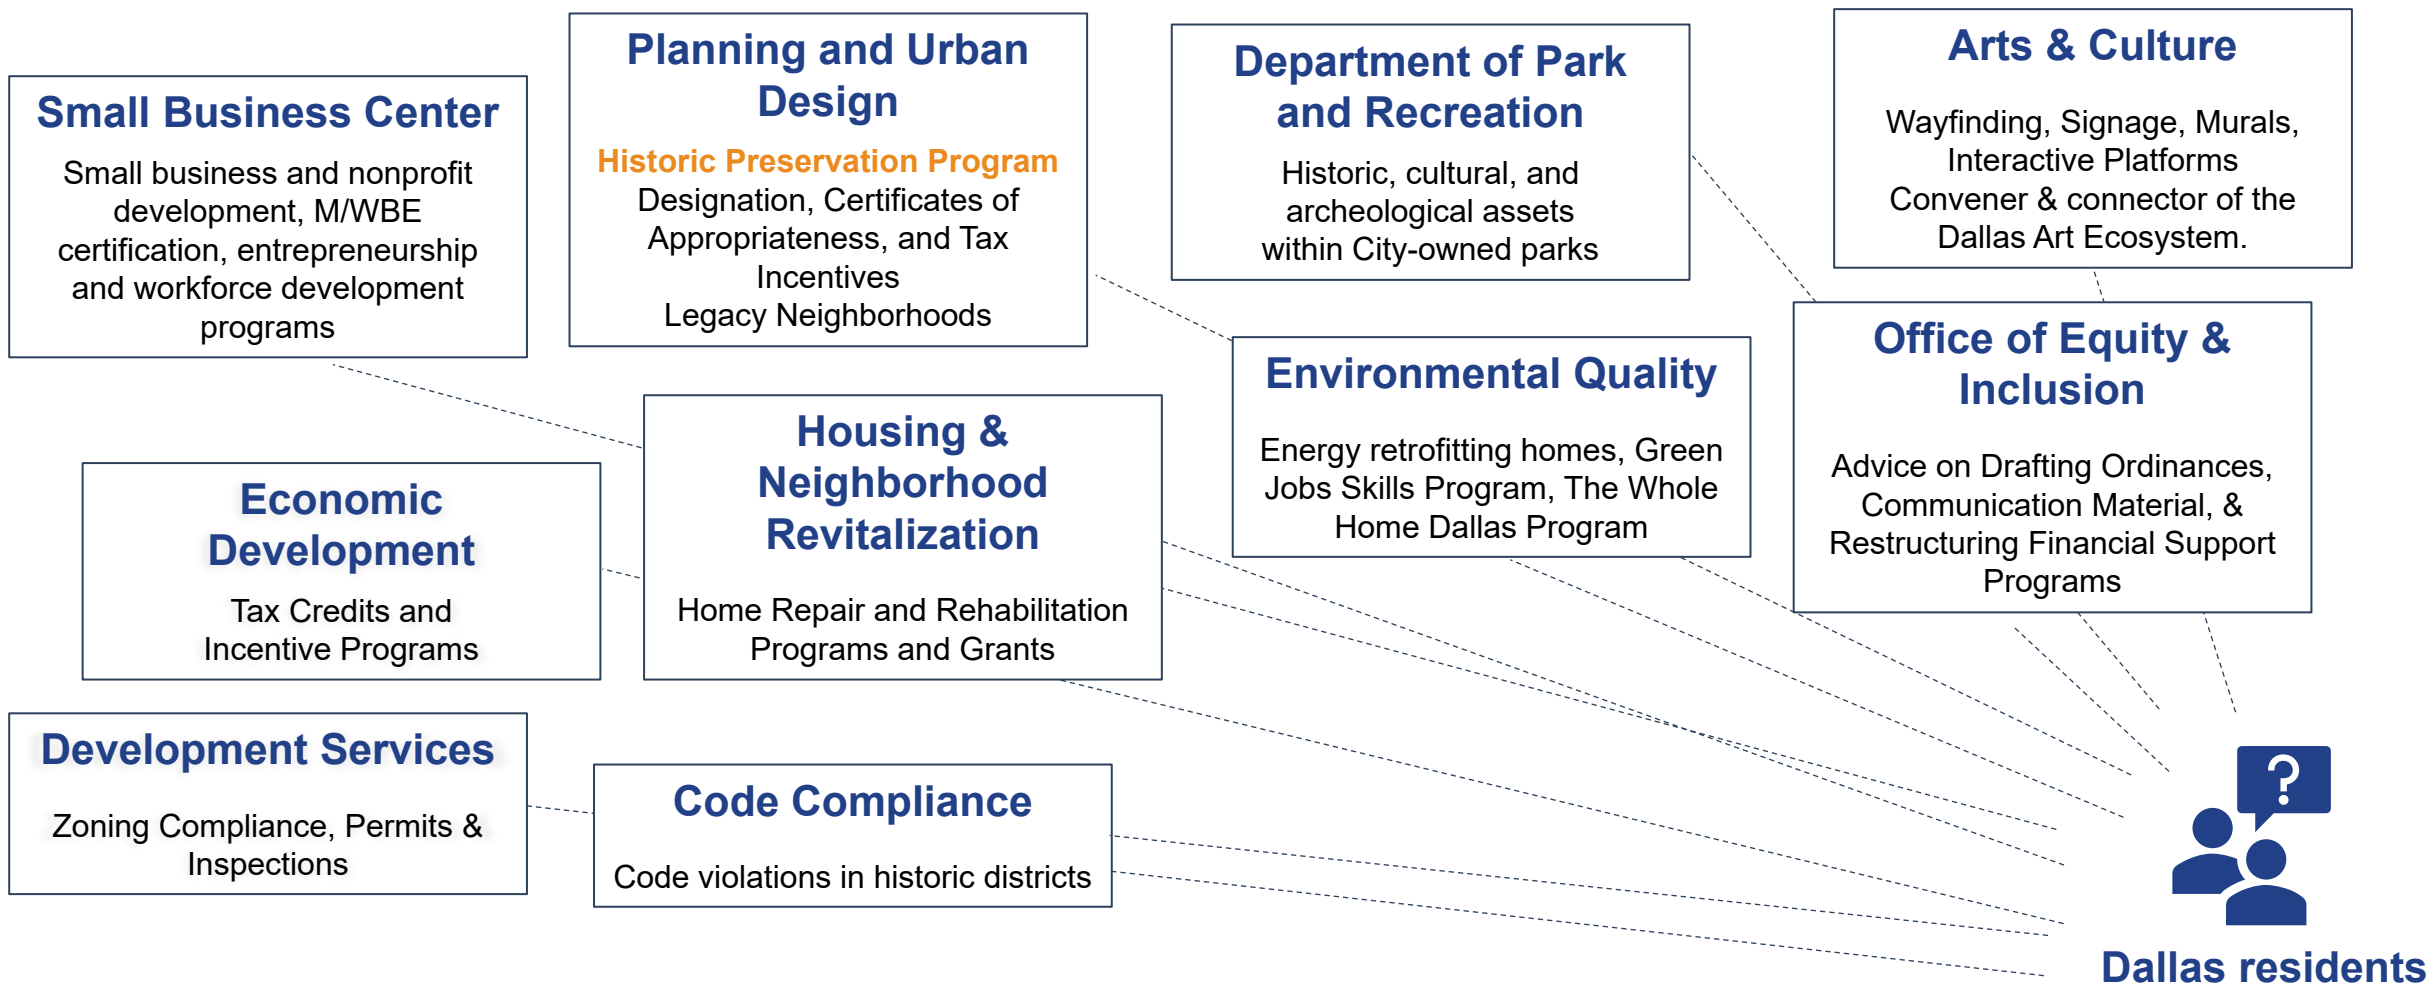 Small Business Center
Small business and nonprofit
development, M/WBE
certification, entrepreneurship
and workforce development
programs
Planning and Urban
Design
Historic Preservation Program
Designation, Certificates of
Appropriateness, and Tax
Incentives
Legacy Neighborhoods
Department of Park
and Recreation
Historic, cultural, and
archeological assets
within City-owned parks
Arts & Culture
Wayfinding, Signage, Murals,
Interactive Platforms
Convener & connector of the
Dallas Art Ecosystem.
Economic
Development
Tax Credits and
Incentive Programs
Housing &
Neighborhood
Revitalization
Home Repair and Rehabilitation
Programs and Grants
Environmental Quality
Energy retrofitting homes, Green
Jobs Skills Program, The Whole
Home Dallas Program
Office of Equity &
Inclusion
Advice on Drafting Ordinances,
Communication Material, &
Restructuring Financial Support
Programs
Development Services
Zoning Compliance, Permits &
Inspections
Code Compliance
Code violations in historic districts
?
Dallas residents